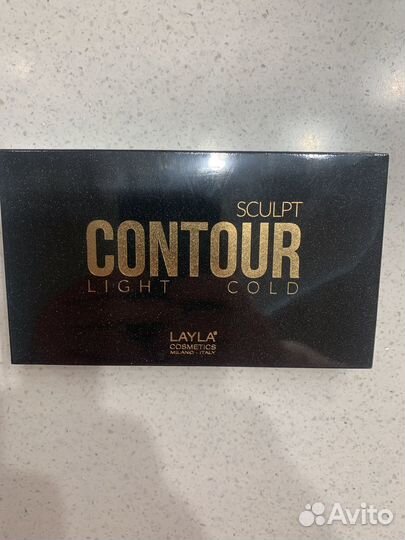 SCULPT
CONTOUR
LIGHT COLD
LAYLA
COSMETICS
MILANO - ITALY
Avito